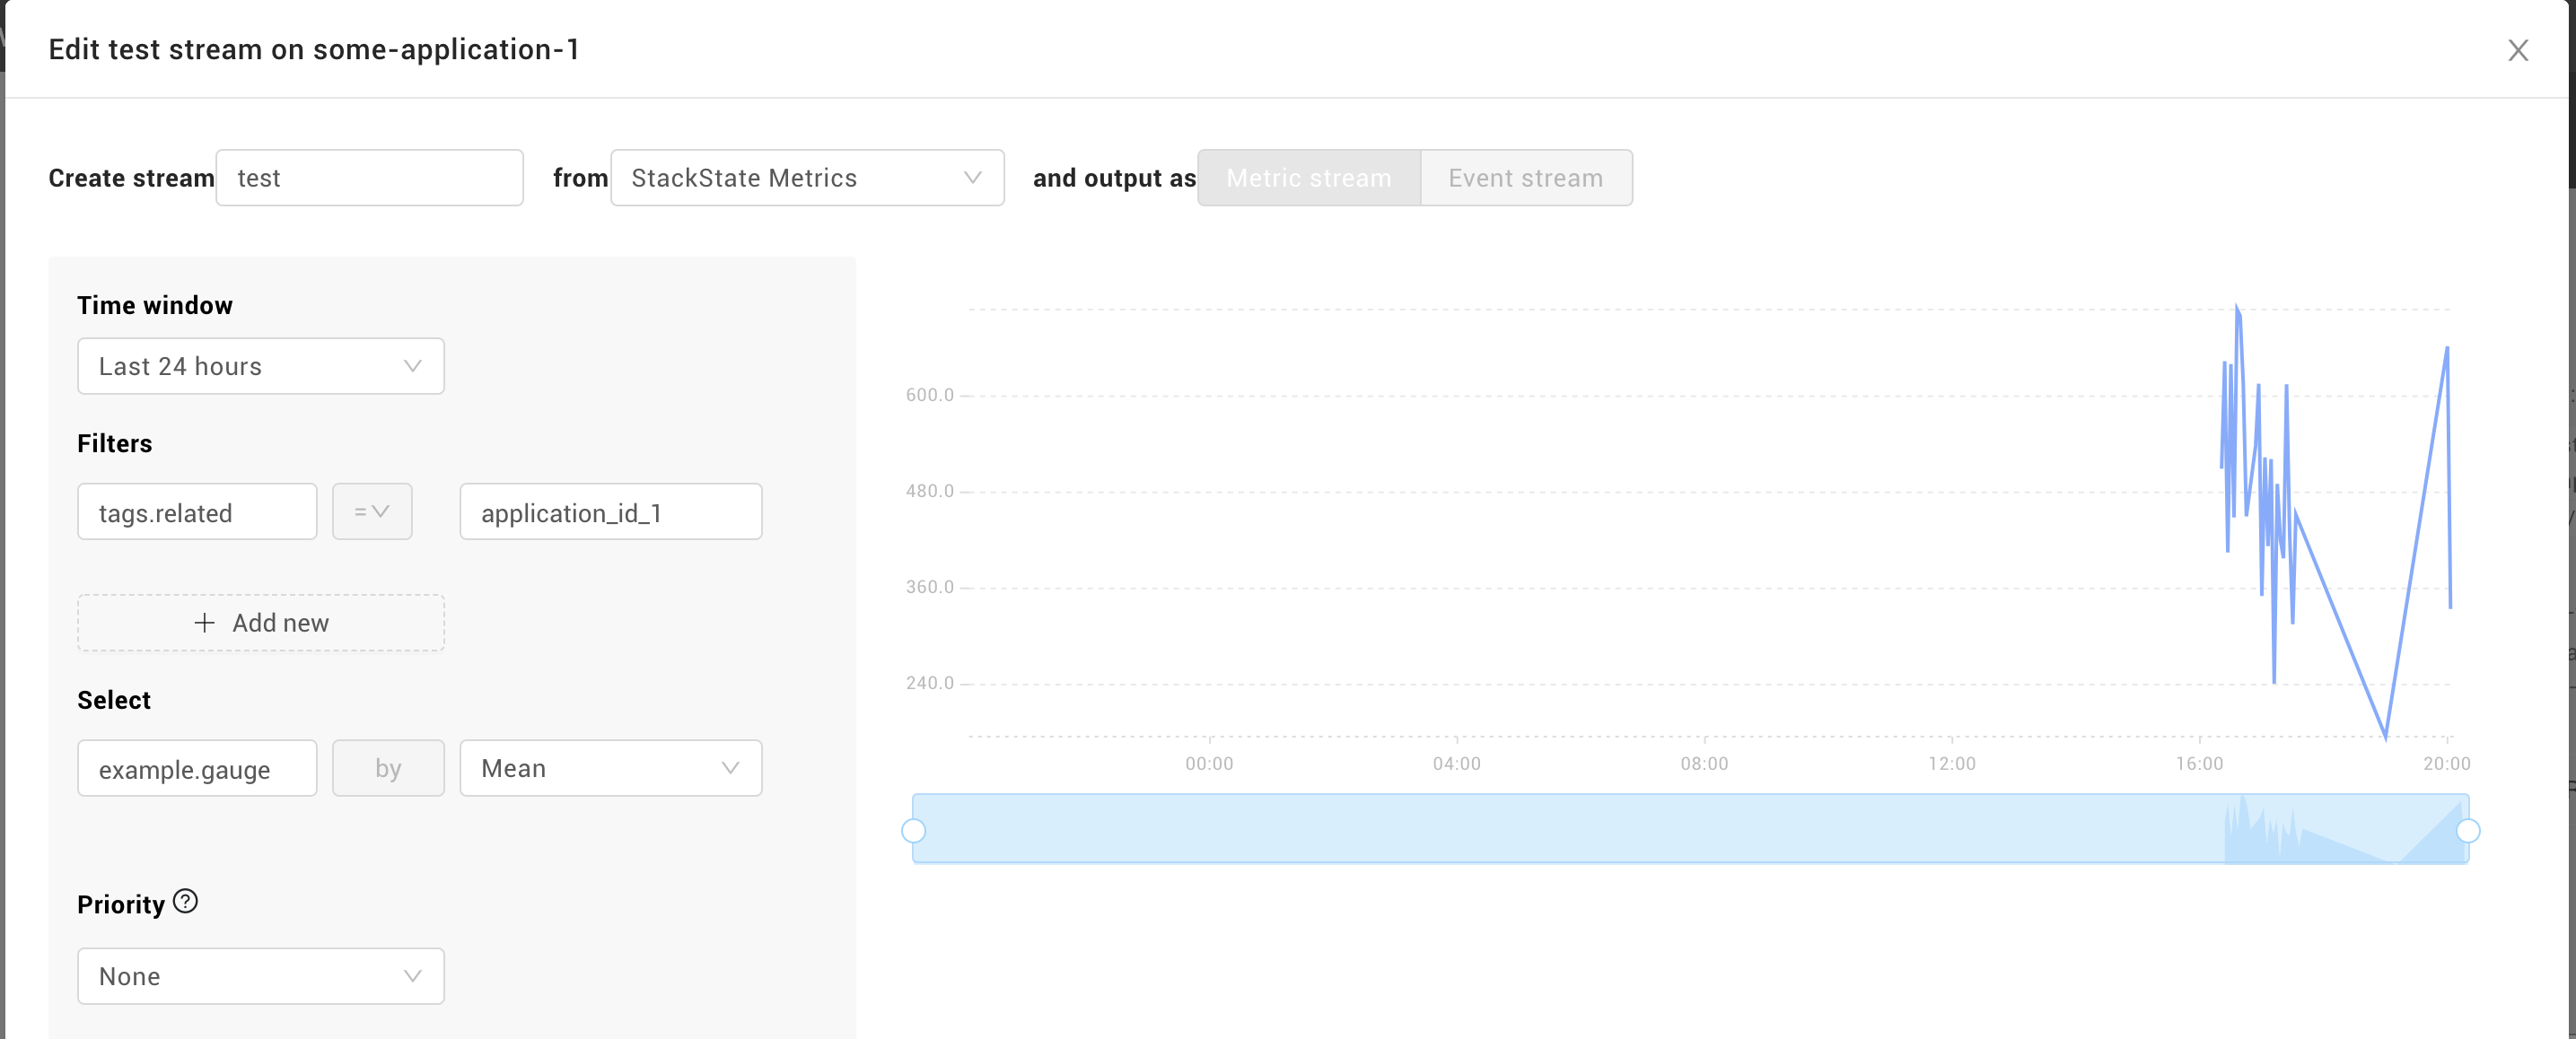 Edit test stream on some-application-1
Create stream test from StackState Metrics and output as Metric stream Event stream
Time window
Last 24 hours
Filters
tags.related = application_id_1
+ Add new
Select
example.gauge by Mean
Priority ?
None
600.0
480.0
360.0
240.0
00:00 04:00 08:00 12:00 16:00 20:00